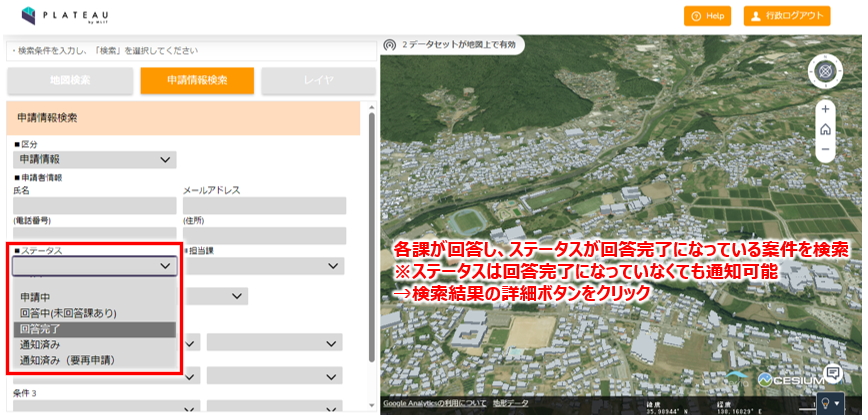 PLATEAU
by MLIT
Help
行政ログアウト
・検索条件を入力し、「検索」を選択してください
2 データセットが地図上で有効
地図検索
申請情報検索
レイヤ
申請情報検索
■区分
申請情報
■申請者情報
氏名
メールアドレス
(電話番号)
(住所)
■ステータス
担当課
申請中
回答中(未回答課あり)
回答完了
通知済み
通知済み（要再申請）
条件 3
各課が回答し、ステータスが回答完了になっている案件を検索
※ステータスは回答完了になっていなくても通知可能
→検索結果の詳細ボタンをクリック
CESIUM
Google Analyticsの利用について
地形データ
緯度
経度